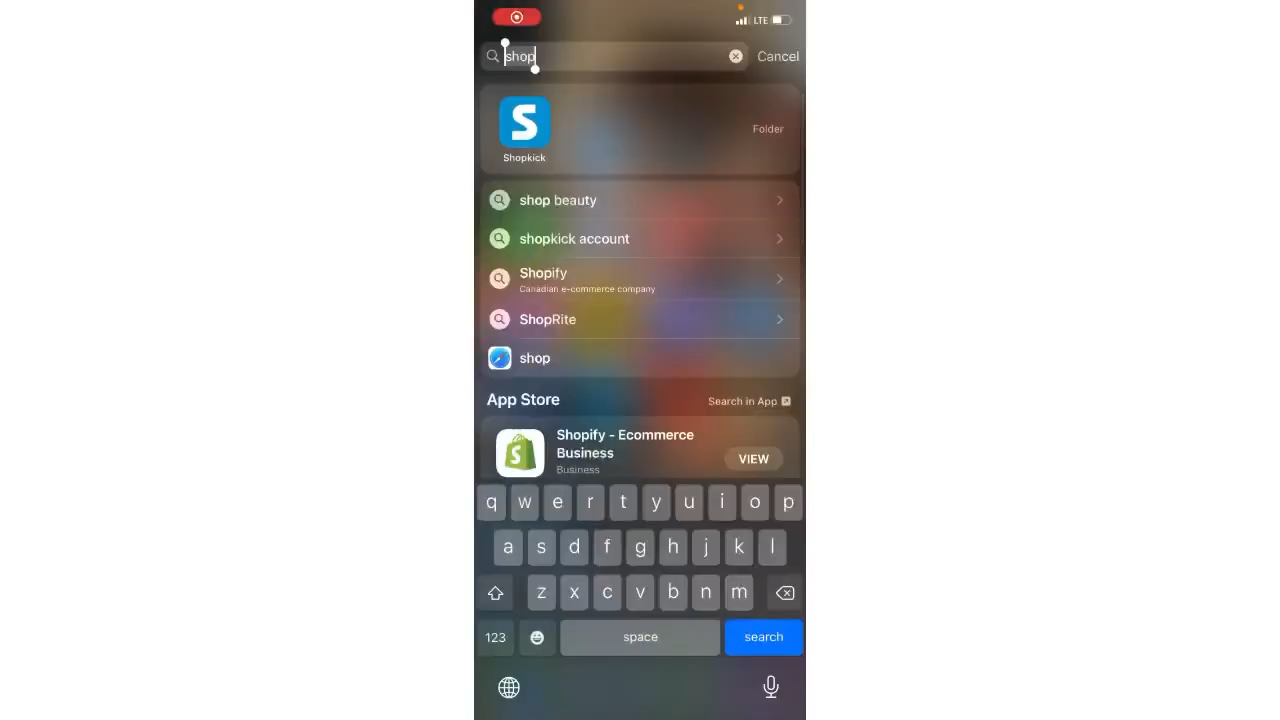 LTE
shop
Cancel
S
Folder
Shopkick
shop beauty
shopkick account
Shopify
Canadian e-commerce company
ShopRite
shop
App Store
Search in App
S
Shopify - Ecommerce
Business
Business
VIEW
q w e r t y u i o p
a s d f g h j k l
z x c v b n m
123
space
search